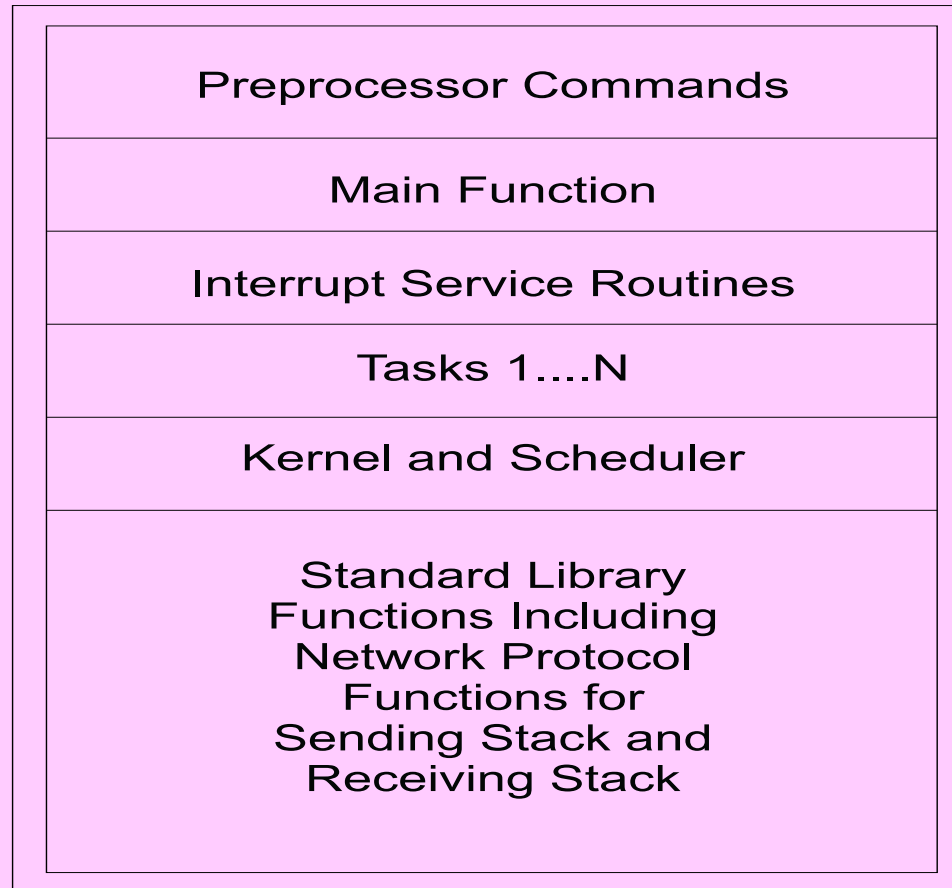 Preprocessor Commands
Main Function
Interrupt Service Routines
Tasks 1....N
Kernel and Scheduler
Standard Library
Functions Including
Network Protocol
Functions for
Sending Stack and
Receiving Stack